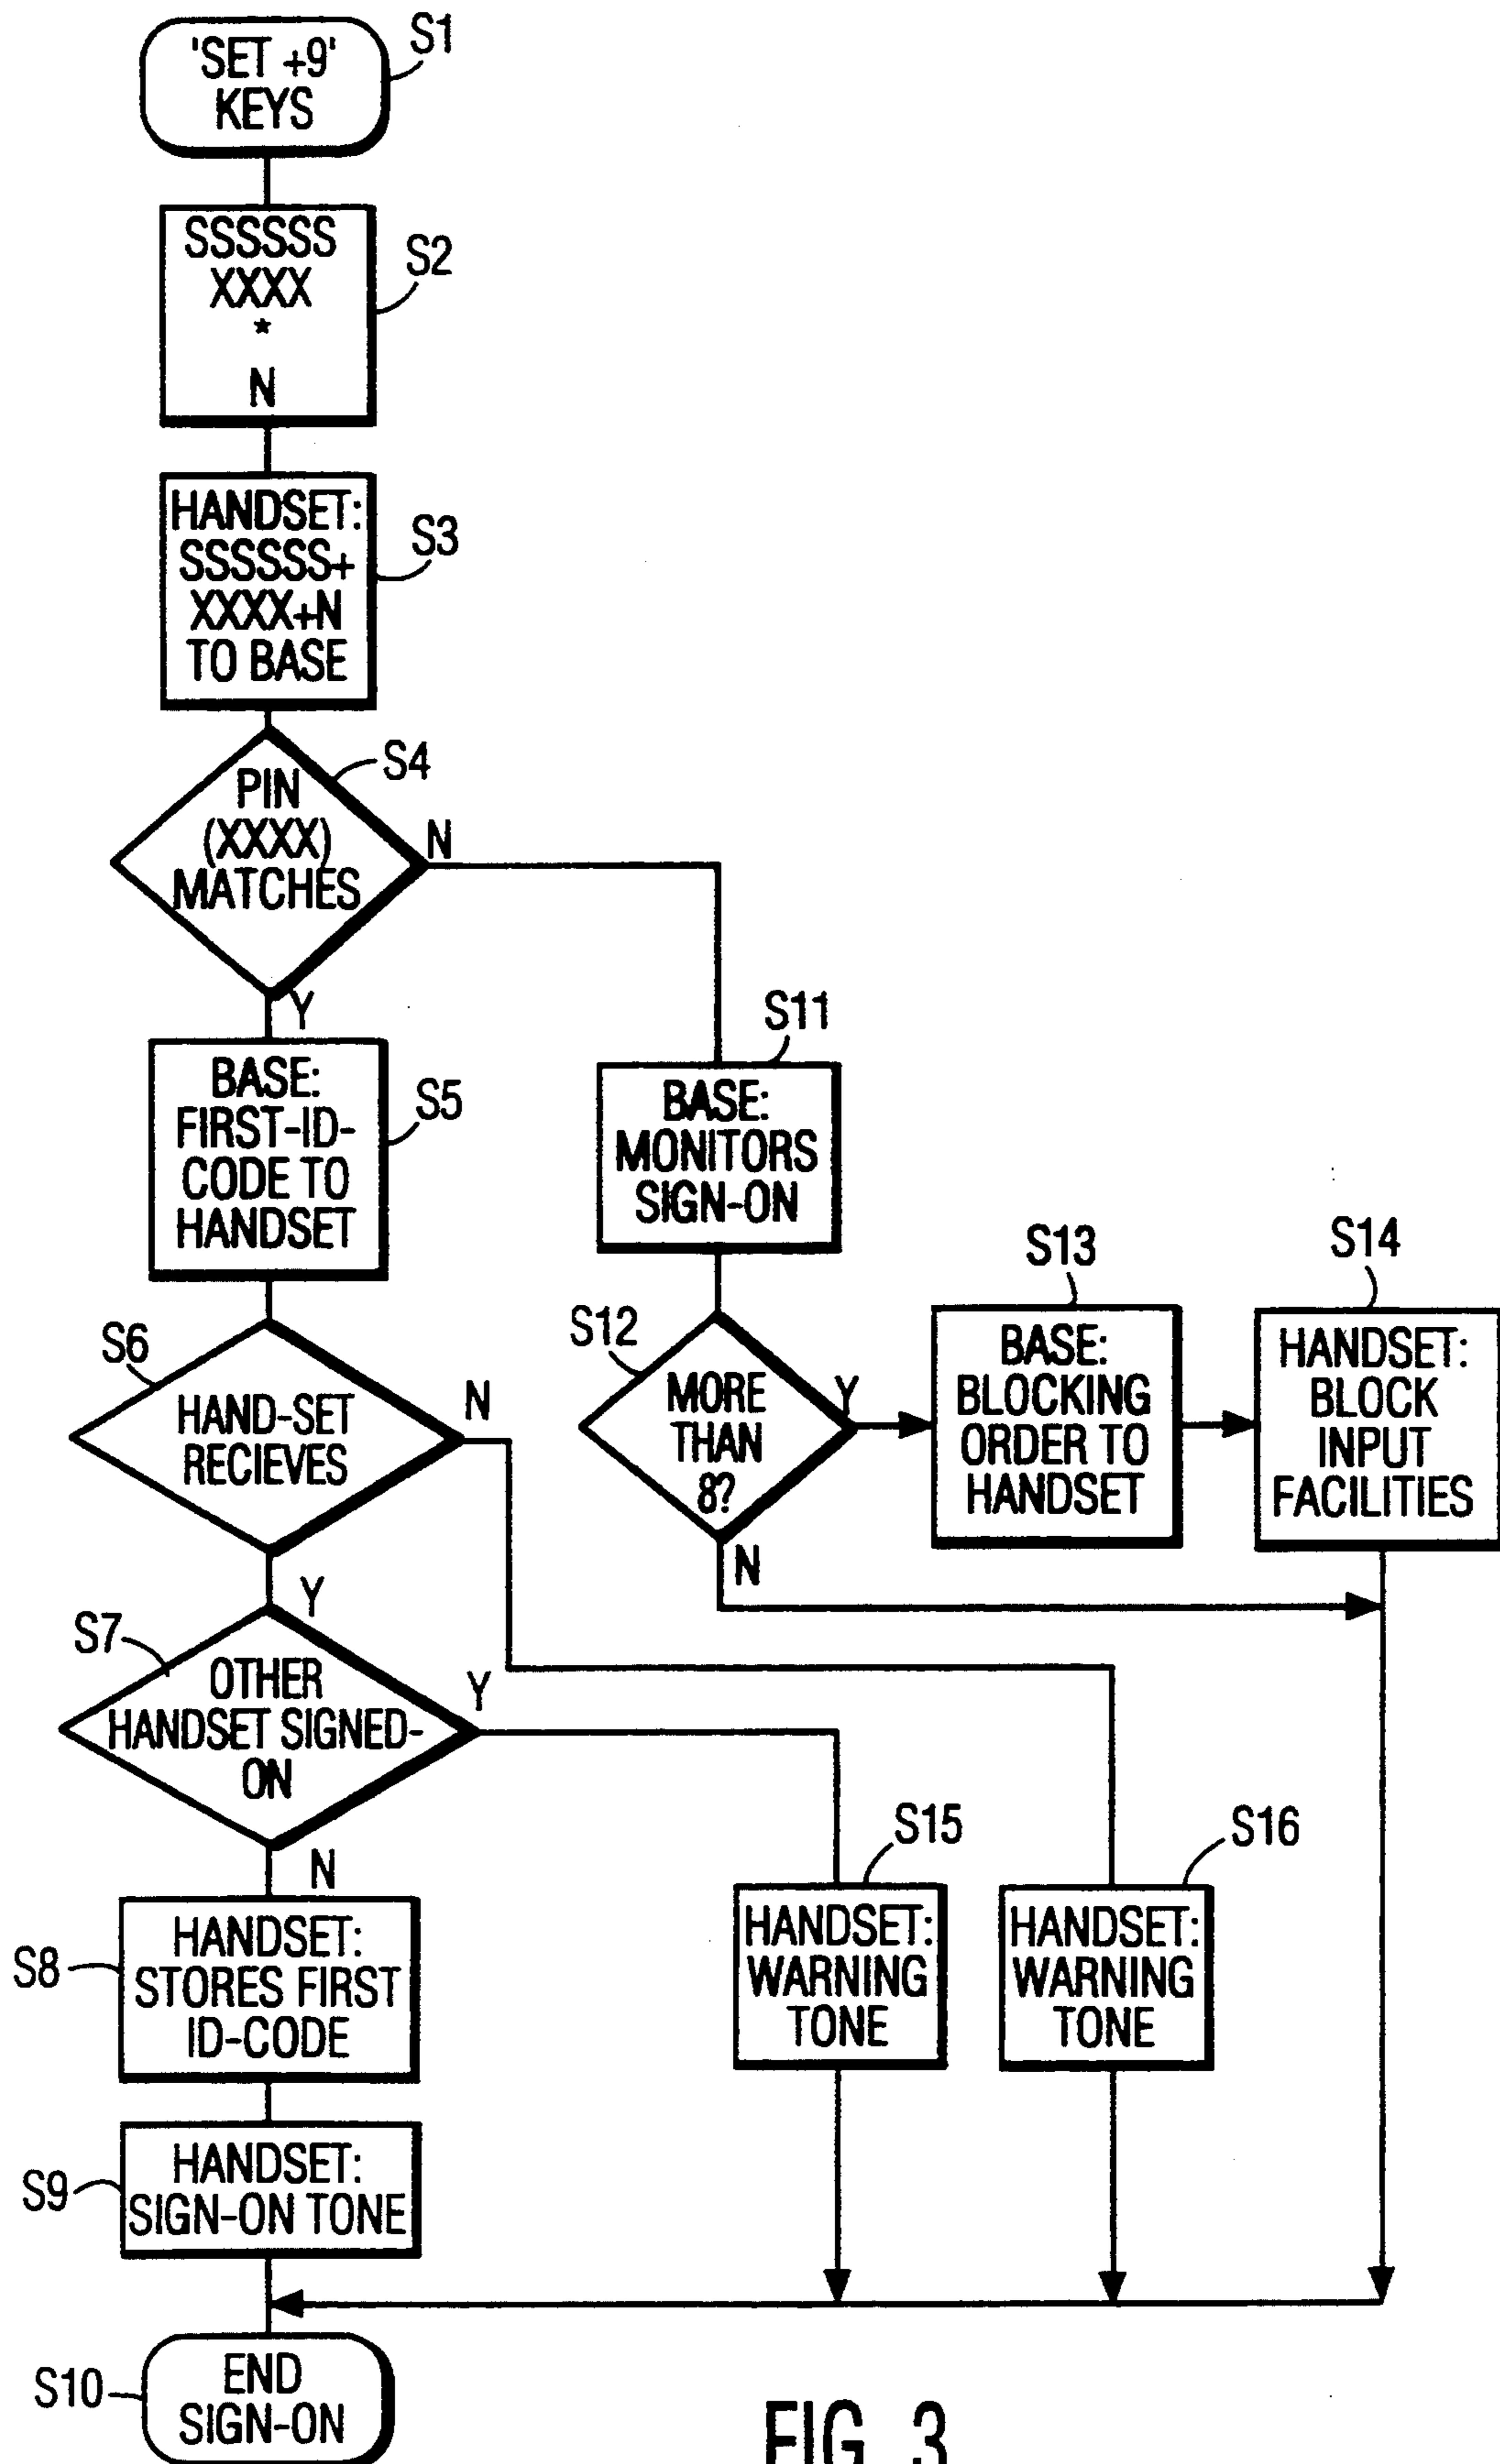 'SET +9'
KEYS
S1
SSSSSS
XXXX
*
N
S2
HANDSET:
SSSSSS+
XXXX+N
TO BASE
S3
PIN
(XXXX)
MATCHES
S4
N
Y
BASE:
FIRST-ID-
CODE TO
HANDSET
S5
S11
BASE:
MONITORS
SIGN-ON
S6
HAND-SET
RECIEVES
N
Y
S12
MORE
THAN
8?
Y
N
S13
BASE:
BLOCKING
ORDER TO
HANDSET
S14
HANDSET:
BLOCK
INPUT
FACILITIES
S7
OTHER
HANDSET SIGNED-
ON
Y
N
S8
HANDSET:
STORES FIRST
ID-CODE
S15
HANDSET:
WARNING
TONE
S16
HANDSET:
WARNING
TONE
S9
HANDSET:
SIGN-ON TONE
S10
END
SIGN-ON
FIG. 3